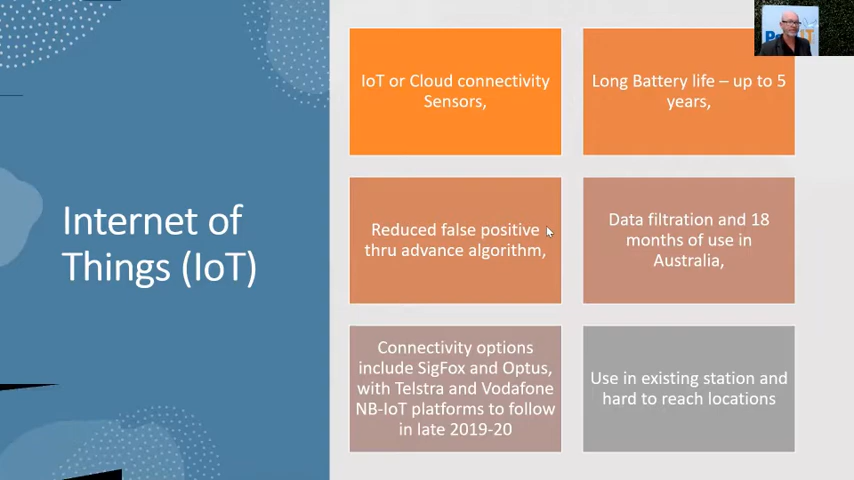 Internet of
Things (IoT)
IoT or Cloud connectivity
Sensors,
Long Battery life – up to 5
years,
Reduced false positive
thru advance algorithm,
Data filtration and 18
months of use in
Australia,
Connectivity options
include SigFox and Optus,
with Telstra and Vodafone
NB-IoT platforms to follow
in late 2019-20
Use in existing station and
hard to reach locations